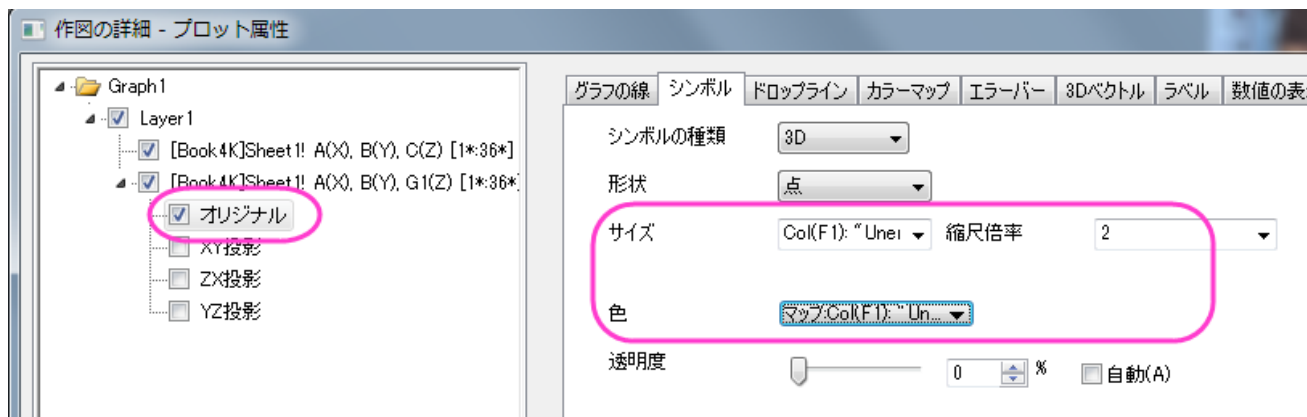 作図の詳細 - プロット属性
Graph1
Layer1
[Book4K]Sheet1! A(X), B(Y), C(Z) [1*:36*]
[Book4K]Sheet1! A(X), B(Y), G1(Z) [1*:36*]
オリジナル
XY投影
ZX投影
YZ投影
グラフの線 シンボル ドロップライン カラーマップ エラーバー 3Dベクトル ラベル 数値の表
シンボルの種類 3D
形状 点
サイズ Col(F1): "Uner 縮尺倍率 2
色 マップ:Col(F1): "Un...
透明度 0 % 自動(A)